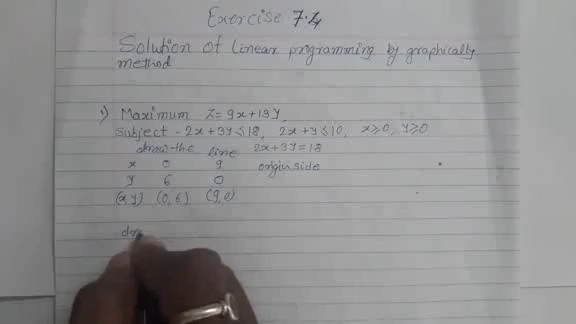 Exercise 7.4
Solution of Linear programming by graphically
method
1) Maximum Z = 9x+13y
Subject - 2x+3y≤18, 2x+y≤10, x≥0, y≥0
draw the line 2x+3y=18
x 0 9 origin side
y 6 0
(x,y) (0,6) (9,0)
dr